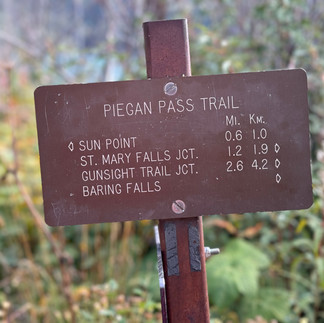 PIEGAN PASS TRAIL
MI. KM.
◊ SUN POINT 0.6 1.0
ST. MARY FALLS JCT. 1.2 1.9 ◊
GUNSIGHT TRAIL JCT. 2.6 4.2 ◊
BARING FALLS ◊